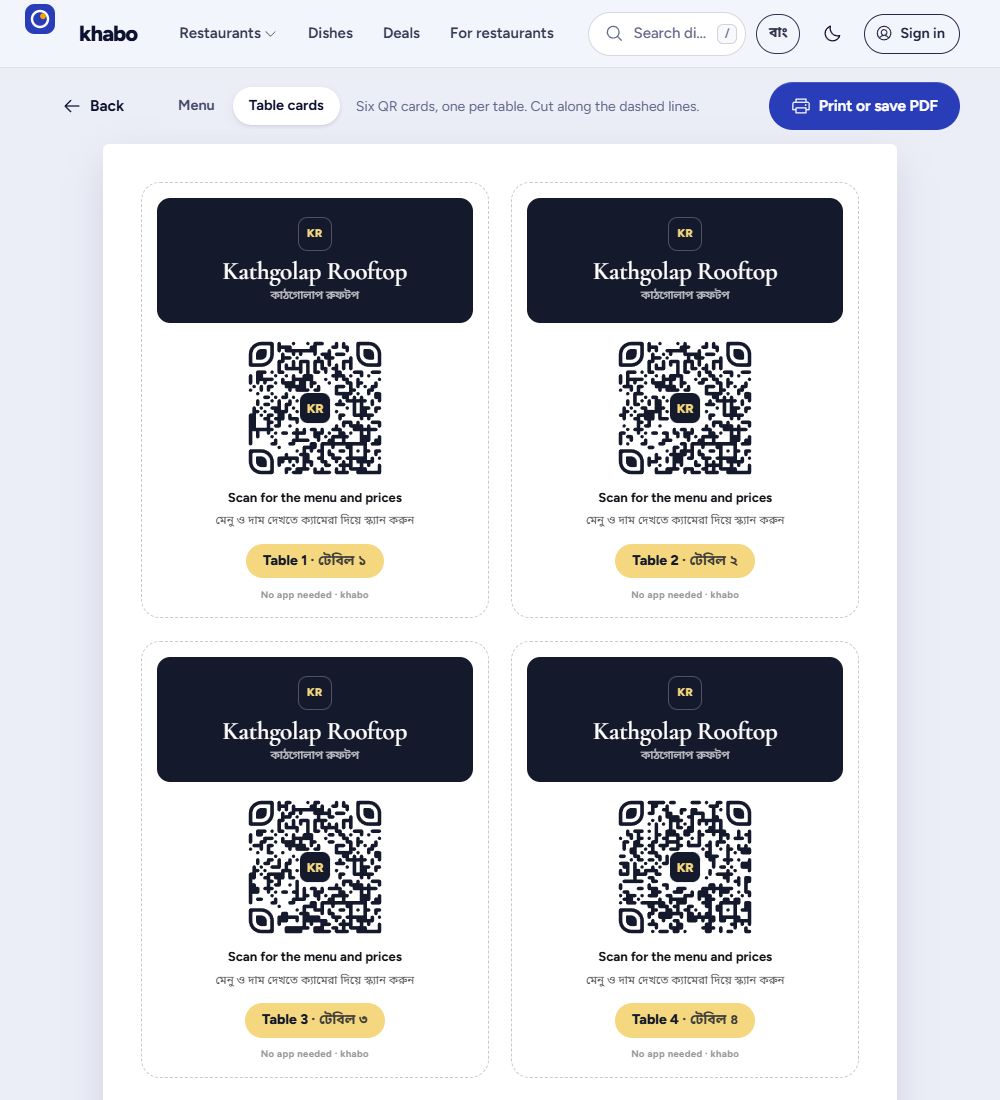 khabo Restaurants Dishes Deals For restaurants Search di... / বাং Sign in
Back Menu Table cards Six QR cards, one per table. Cut along the dashed lines. Print or save PDF
KR
Kathgolap Rooftop
কাঠগোলাপ রুফটপ
KR
Scan for the menu and prices
মেনু ও দাম দেখতে ক্যামেরা দিয়ে স্ক্যান করুন
Table 1 · টেবিল ১
No app needed · khabo
KR
Kathgolap Rooftop
কাঠগোলাপ রুফটপ
KR
Scan for the menu and prices
মেনু ও দাম দেখতে ক্যামেরা দিয়ে স্ক্যান করুন
Table 2 · টেবিল ২
No app needed · khabo
KR
Kathgolap Rooftop
কাঠগোলাপ রুফটপ
KR
Scan for the menu and prices
মেনু ও দাম দেখতে ক্যামেরা দিয়ে স্ক্যান করুন
Table 3 · টেবিল ৩
No app needed · khabo
KR
Kathgolap Rooftop
কাঠগোলাপ রুফটপ
KR
Scan for the menu and prices
মেনু ও দাম দেখতে ক্যামেরা দিয়ে স্ক্যান করুন
Table 4 · টেবিল ৪
No app needed · khabo